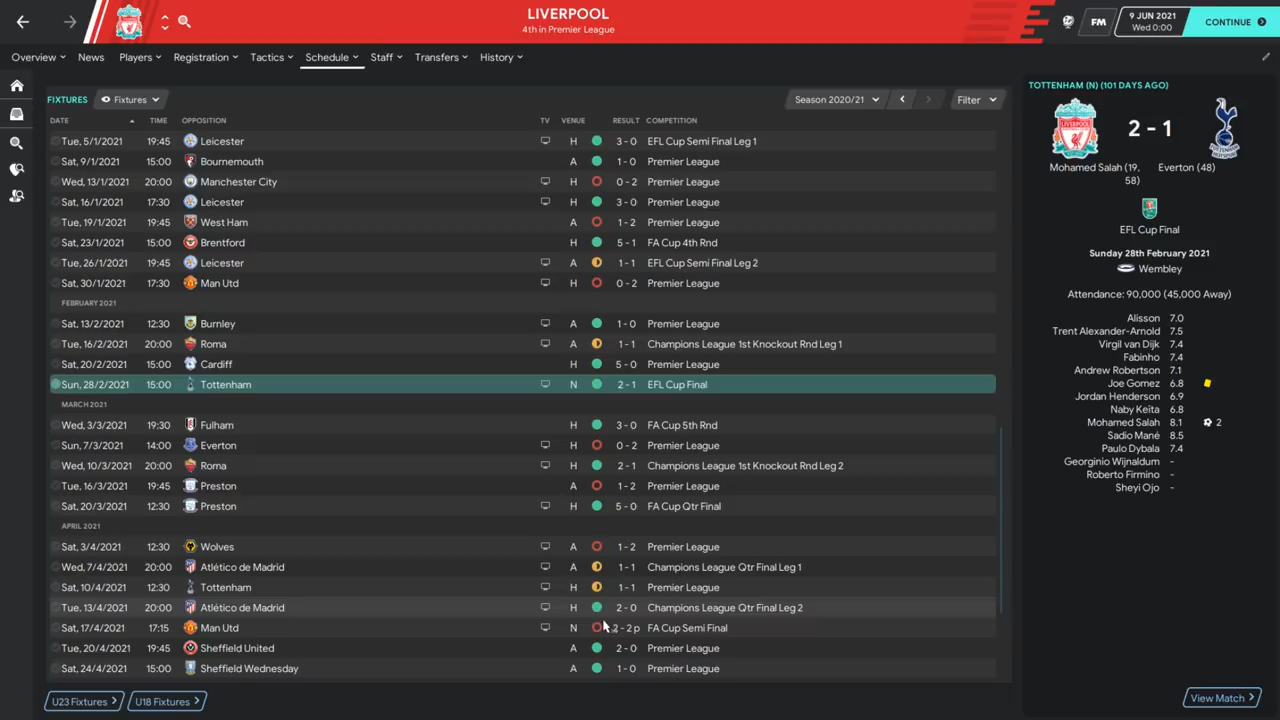 LIVERPOOL
4th in Premier League
FM
9 JUN 2021
Wed 0:00
CONTINUE
Overview
News
Players
Registration
Tactics
Schedule
Staff
Transfers
History
FIXTURES
Fixtures
Season 2020/21
Filter
DATE TIME OPPOSITION TV VENUE RESULT COMPETITION
Tue, 5/1/2021 19:45 Leicester H 3 - 0 EFL Cup Semi Final Leg 1
Sat, 9/1/2021 15:00 Bournemouth A 1 - 0 Premier League
Wed, 13/1/2021 20:00 Manchester City H 0 - 2 Premier League
Sat, 16/1/2021 17:30 Leicester H 3 - 0 Premier League
Tue, 19/1/2021 19:45 West Ham A 1 - 2 Premier League
Sat, 23/1/2021 15:00 Brentford H 5 - 1 FA Cup 4th Rnd
Tue, 26/1/2021 19:45 Leicester A 1 - 1 EFL Cup Semi Final Leg 2
Sat, 30/1/2021 17:30 Man Utd H 0 - 2 Premier League
FEBRUARY 2021
Sat, 13/2/2021 12:30 Burnley A 1 - 0 Premier League
Tue, 16/2/2021 20:00 Roma A 1 - 1 Champions League 1st Knockout Rnd Leg 1
Sat, 20/2/2021 15:00 Cardiff H 5 - 0 Premier League
Sun, 28/2/2021 15:00 Tottenham N 2 - 1 EFL Cup Final
MARCH 2021
Wed, 3/3/2021 19:30 Fulham H 3 - 0 FA Cup 5th Rnd
Sun, 7/3/2021 14:00 Everton H 0 - 2 Premier League
Wed, 10/3/2021 20:00 Roma H 2 - 1 Champions League 1st Knockout Rnd Leg 2
Tue, 16/3/2021 19:45 Preston A 1 - 2 Premier League
Sat, 20/3/2021 12:30 Preston H 5 - 0 FA Cup Qtr Final
APRIL 2021
Sat, 3/4/2021 12:30 Wolves A 1 - 2 Premier League
Wed, 7/4/2021 20:00 Atlético de Madrid A 1 - 1 Champions League Qtr Final Leg 1
Sat, 10/4/2021 12:30 Tottenham H 1 - 1 Premier League
Tue, 13/4/2021 20:00 Atlético de Madrid H 2 - 0 Champions League Qtr Final Leg 2
Sat, 17/4/2021 17:15 Man Utd N 2 - 2 p FA Cup Semi Final
Tue, 20/4/2021 19:45 Sheffield United A 2 - 0 Premier League
Sat, 24/4/2021 15:00 Sheffield Wednesday A 1 - 0 Premier League
U23 Fixtures
U18 Fixtures
TOTTENHAM (N) (101 DAYS AGO)
2 - 1
Mohamed Salah (19, 58)
Everton (48)
EFL Cup Final
Sunday 28th February 2021
Wembley
Attendance: 90,000 (45,000 Away)
Alisson 7.0
Trent Alexander-Arnold 7.5
Virgil van Dijk 7.4
Fabinho 7.4
Andrew Robertson 7.1
Joe Gomez 6.8
Jordan Henderson 6.9
Naby Keïta 6.8
Mohamed Salah 8.1 2
Sadio Mané 8.5
Paulo Dybala 7.4
Georginio Wijnaldum -
Roberto Firmino -
Sheyi Ojo -
View Match